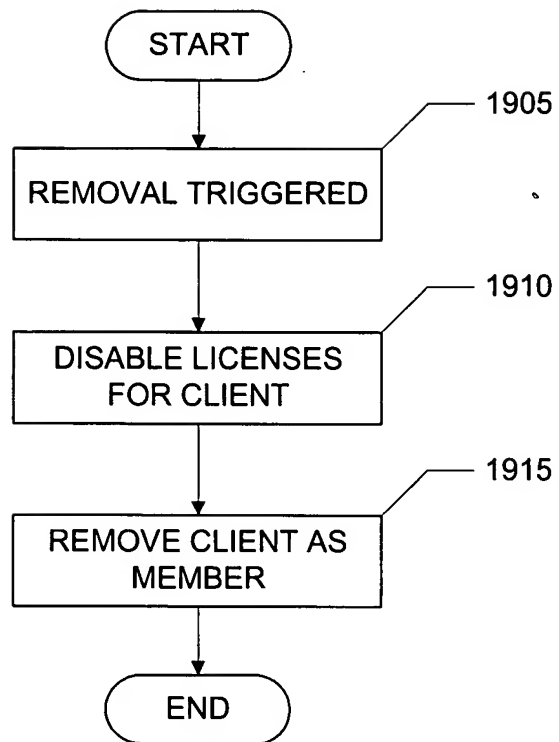 START
1905
REMOVAL TRIGGERED
1910
DISABLE LICENSES
FOR CLIENT
1915
REMOVE CLIENT AS
MEMBER
END